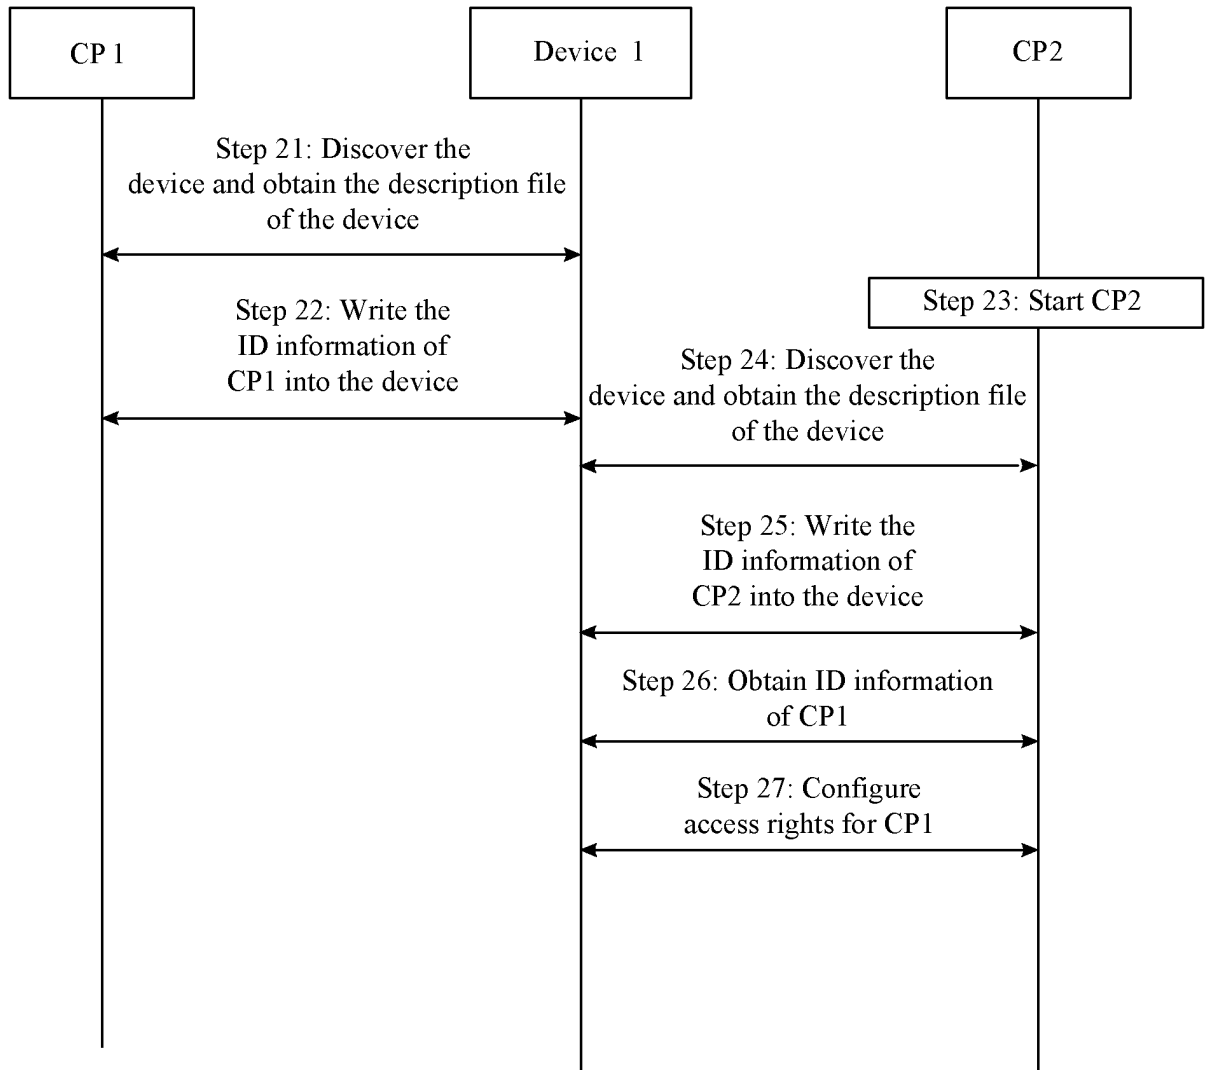 CP 1
Device 1
CP2
Step 21: Discover the
device and obtain the description file
of the device
Step 22: Write the
ID information of
CP1 into the device
Step 23: Start CP2
Step 24: Discover the
device and obtain the description file
of the device
Step 25: Write the
ID information of
CP2 into the device
Step 26: Obtain ID information
of CP1
Step 27: Configure
access rights for CP1